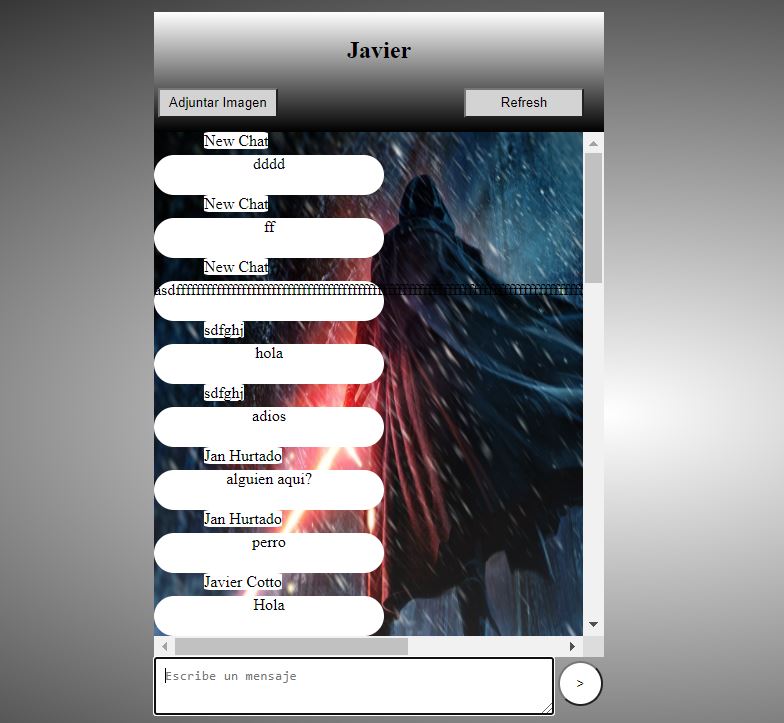 Javier
Adjuntar Imagen
Refresh
New Chat
dddd
New Chat
ff
New Chat
sdfghj
hola
sdfghj
adios
Jan Hurtado
alguien aqui?
Jan Hurtado
perro
Javier Cotto
Hola
Escribe un mensaje
>